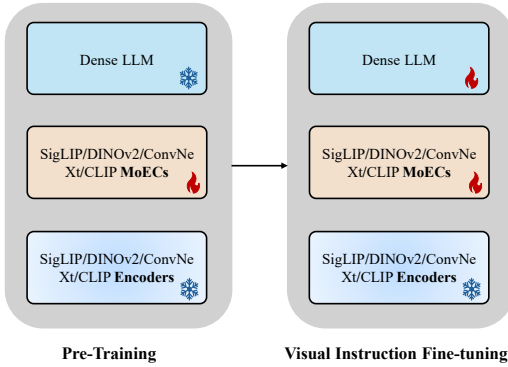 Dense LLM
SigLIP/DINOv2/ConvNe
Xt/CLIP MoECs
SigLIP/DINOv2/ConvNe
Xt/CLIP Encoders
Pre-Training
Dense LLM
SigLIP/DINOv2/ConvNe
Xt/CLIP MoECs
SigLIP/DINOv2/ConvNe
Xt/CLIP Encoders
Visual Instruction Fine-tuning